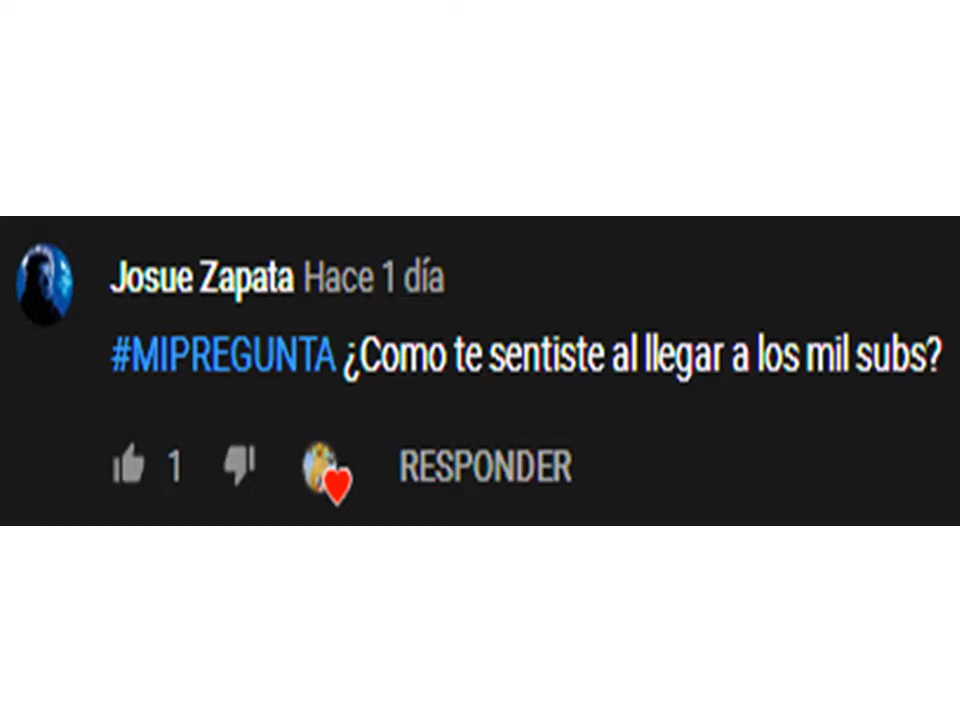 Josue Zapata Hace 1 día
#MIPREGUNTA ¿Como te sentiste al llegar a los mil subs?
1 RESPONDER